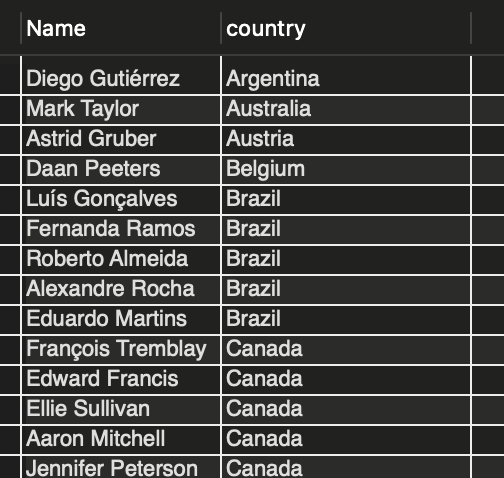 Name country
Diego Gutiérrez Argentina
Mark Taylor Australia
Astrid Gruber Austria
Daan Peeters Belgium
Luís Gonçalves Brazil
Fernanda Ramos Brazil
Roberto Almeida Brazil
Alexandre Rocha Brazil
Eduardo Martins Brazil
François Tremblay Canada
Edward Francis Canada
Ellie Sullivan Canada
Aaron Mitchell Canada
Jennifer Peterson Canada